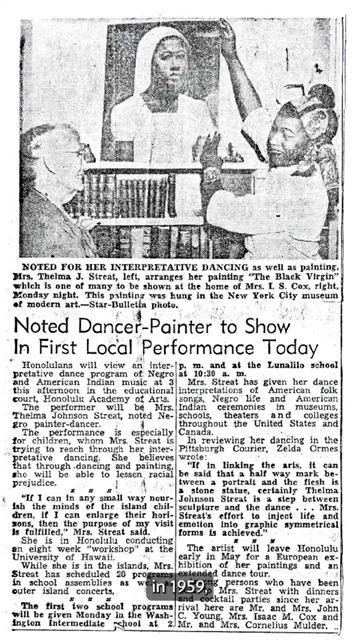 NOTED FOR HER INTERPRETATIVE DANCING as well as painting,
Mrs. Thelma J. Streat, left, arranges her painting "The Black Virgin"
which is one of many to be shown at the home of Mrs. I. S. Cox, right,
Monday night. This painting was hung in the New York City museum
of modern art.—Star-Bulletin photo.
Noted Dancer-Painter to Show
In First Local Performance Today
Honolulans will view an inter-
pretative dance program of Negro
and American Indian music at 3
this afternoon in the educational
court, Honolulu Academy of Arts.
The performer will be Mrs.
Thelma Johnson Streat, noted Ne-
gro painter-dancer.
The performance is especially
for children, whom Mrs. Streat is
trying to reach through her inter-
pretative dancing. She believes
that through dancing and painting,
she will be able to lessen racial
prejudice.
"If I can in any small way nour-
ish the minds of the island chil-
dren, if I can enlarge their hori-
sons, then the purpose of my visit
is fulfilled," Mrs. Streat said.
She is in Honolulu conducting
an eight week "workshop" at the
University of Hawaii.
While she is in the islands, Mrs.
Streat has scheduled 20 programs
in school assemblies as
outer island concerts.
The first two school programs
will be given Monday in the Wash-
ington Intermediate school at 2
p. m. and at the Lunalilo school
at 10:30 a. m.
Mrs. Streat has given her dance
interpretations of American folk
songs, Negro life and American
Indian ceremonies in museums,
schools, theaters and colleges
throughout the United States and
Canada.
In reviewing her dancing in the
Pittsburgh Courier, Zelda Ormes
wrote:
"If in linking the arts, it can
be said that a half way mark be-
tween a portrait and the flesh is
a stone statue, certainly Thelma
Johnson Streat is a step between
sculpture and the dance . . . Mrs.
Streat's effort to inject life and
emotion into graphic symmetrical
forms is achieved."
The artist will leave Honolulu
early in May for a European ex-
hibition of her paintings and an
extended dance tour.
persons who have been
Mrs. Streat with dinners
and cocktail parties since her ar-
rival here are Mr. and Mrs. John
C. Young, Mrs. Isaac M. Cox and
Mr. and Mrs. Cornelius Mulder.
in 1959,